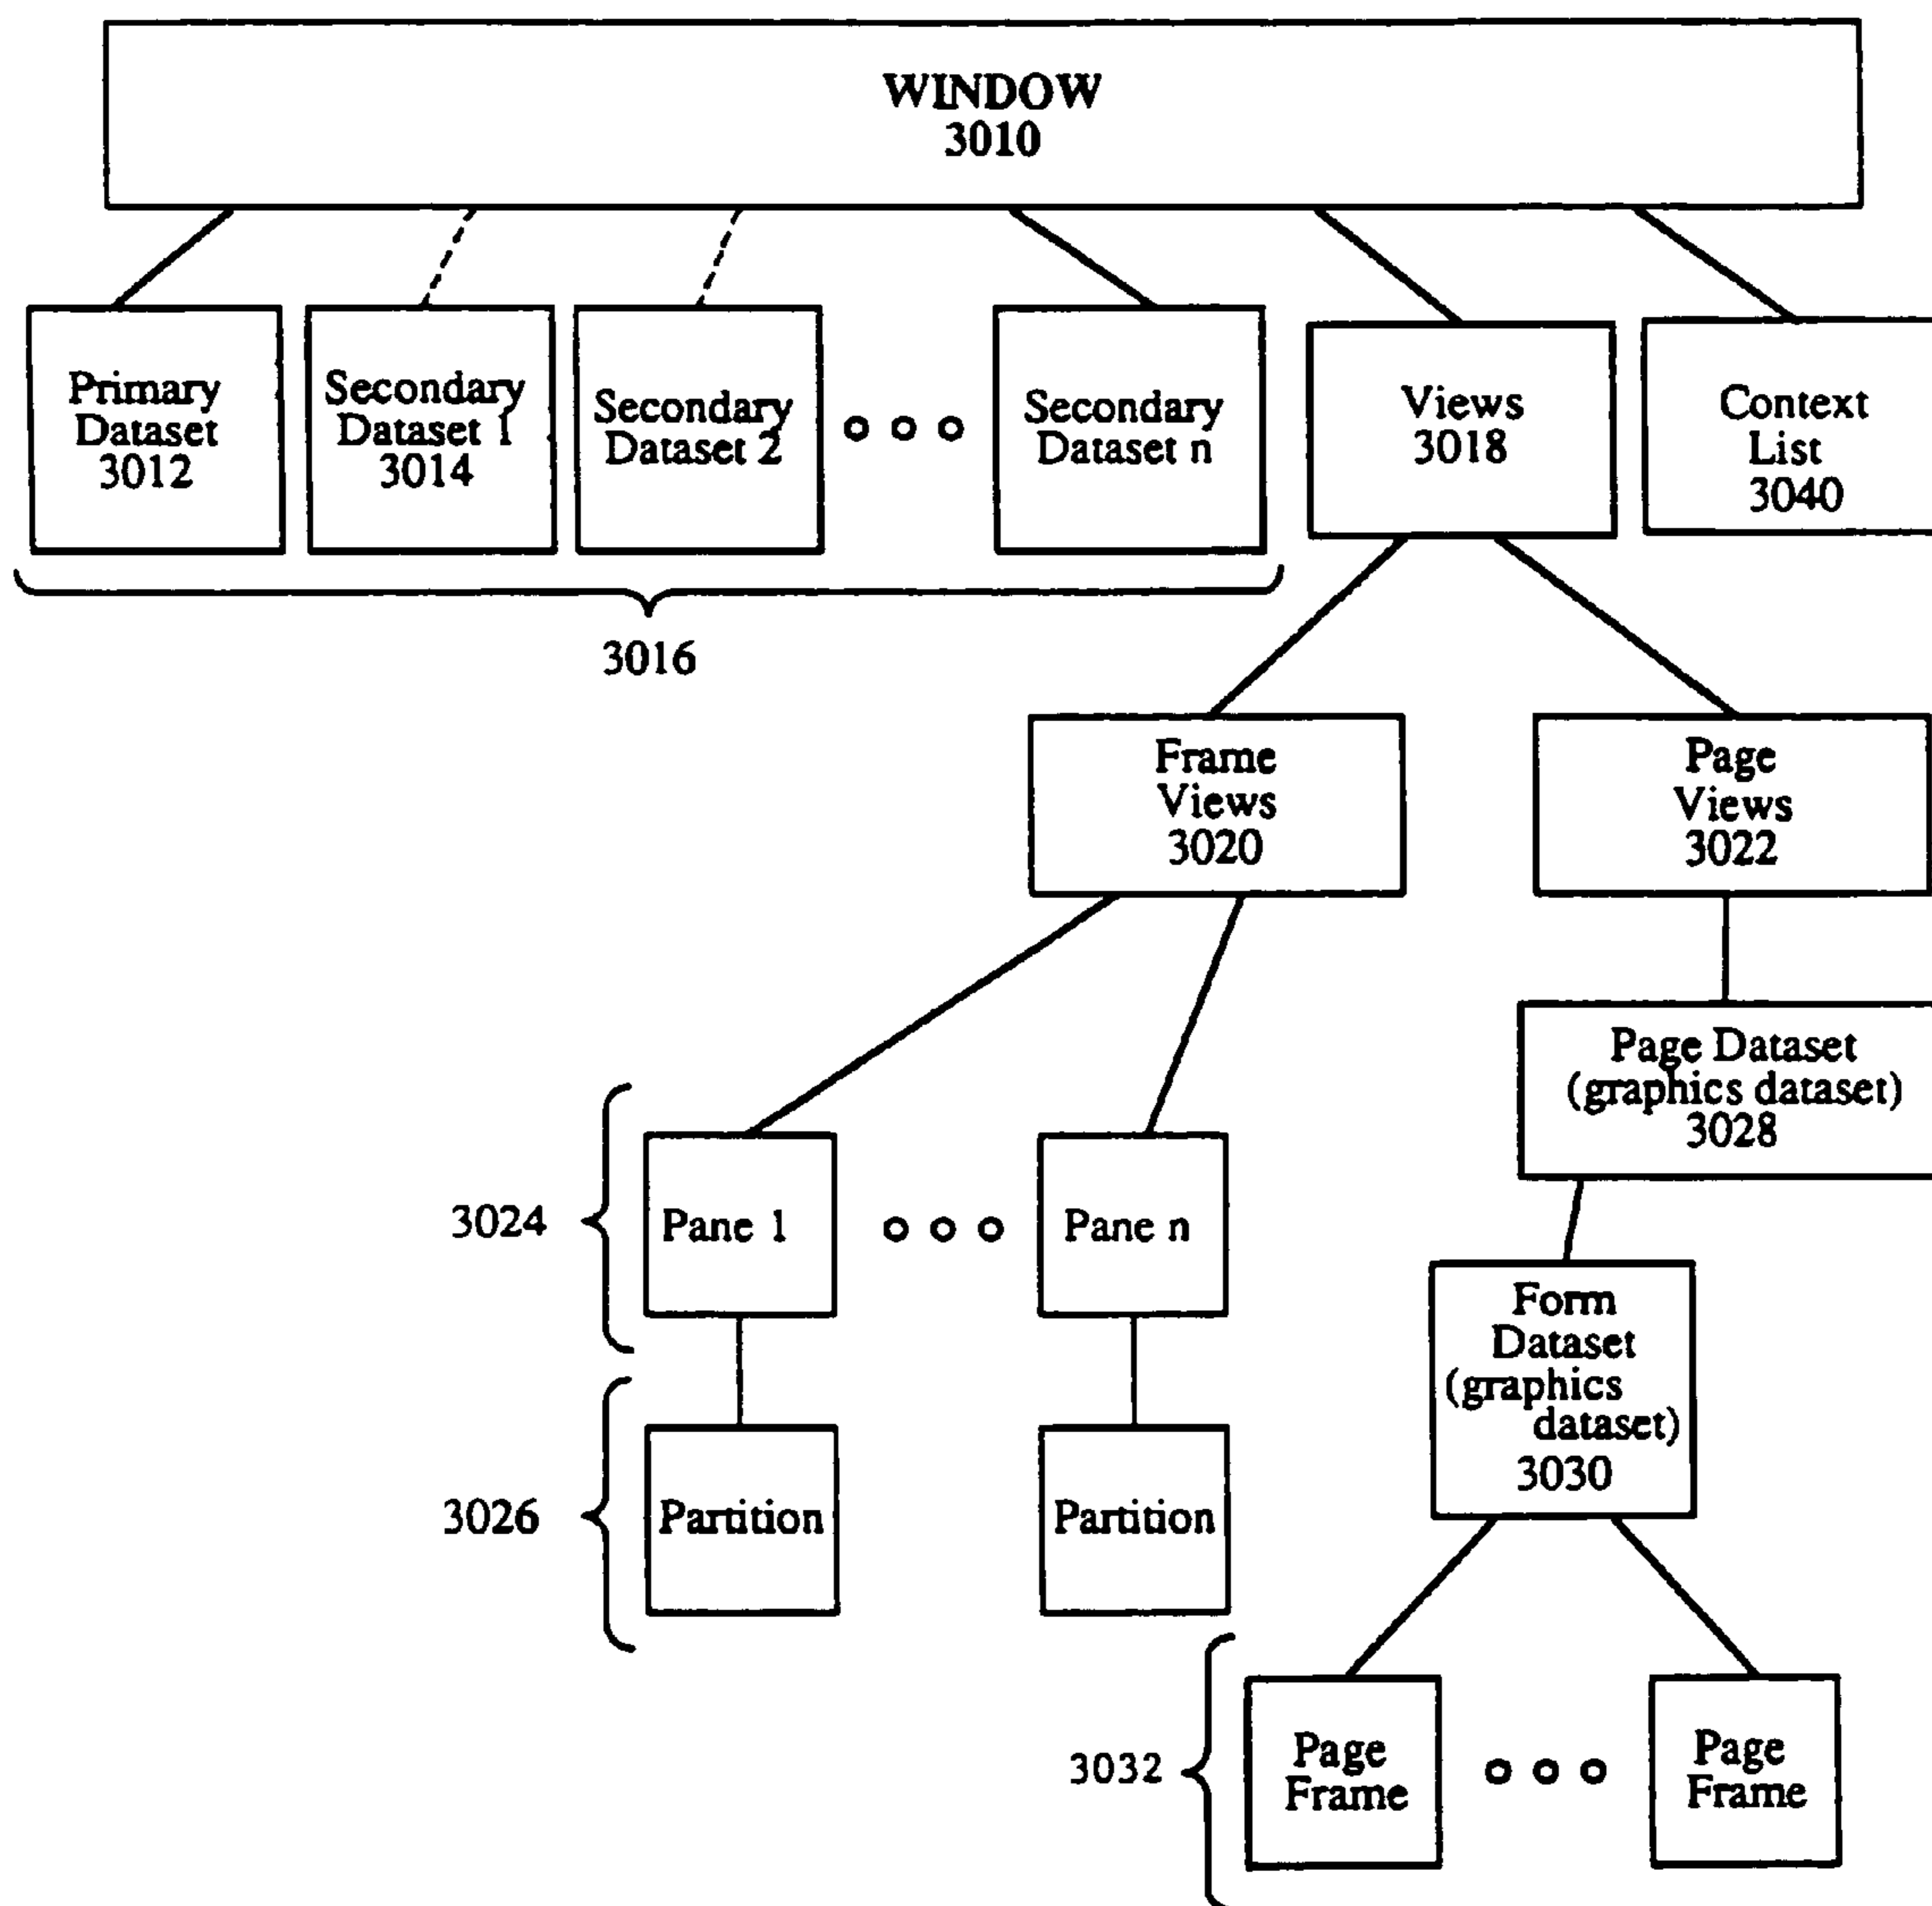 WINDOW
3010
Primary
Dataset
3012
Secondary
Dataset 1
3014
Secondary
Dataset 2
Secondary
Dataset n
Views
3018
Context
List
3040
3016
Frame
Views
3020
Page
Views
3022
Page Dataset
(graphics dataset)
3028
3024
Pane 1
Pane n
Form
Dataset
(graphics
dataset)
3030
3026
Partition
Partition
3032
Page
Frame
Page
Frame